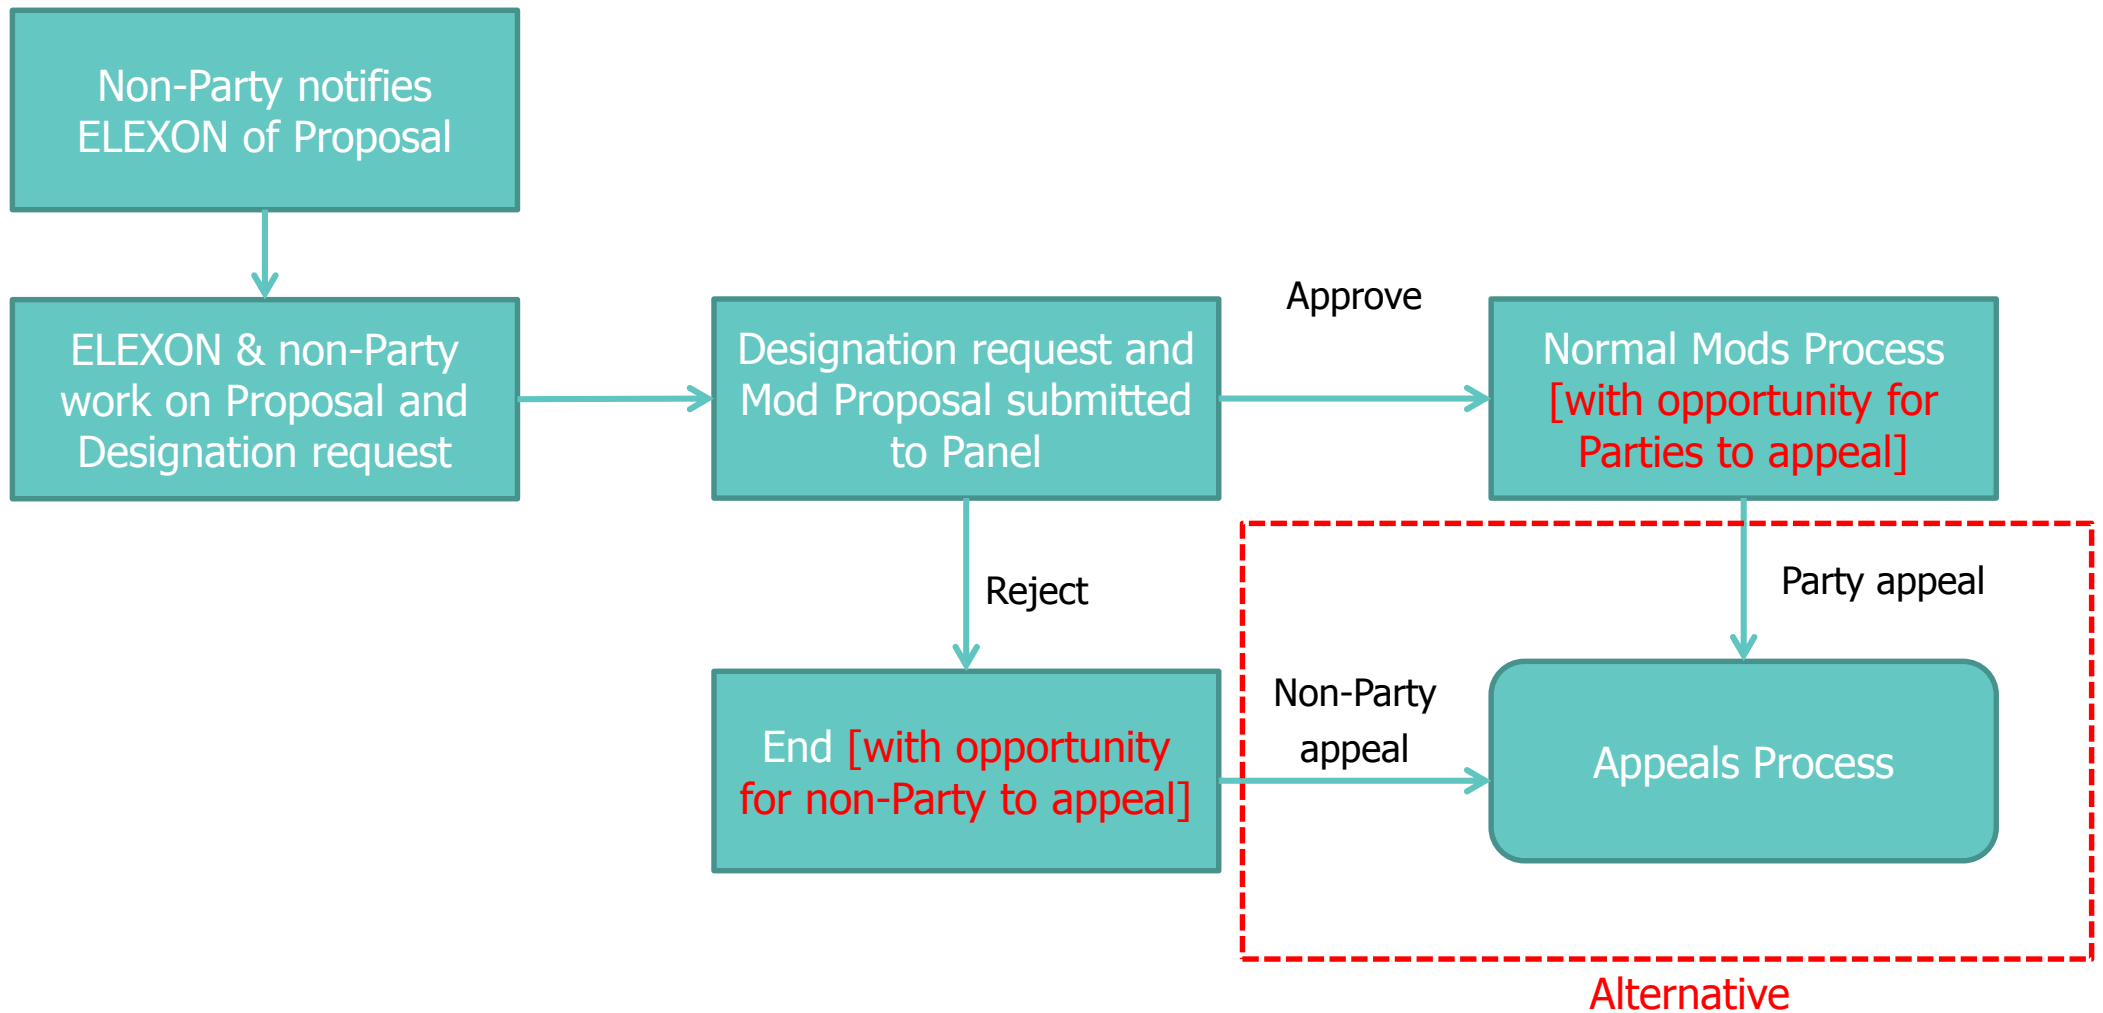 Non-Party notifies
ELEXON of Proposal
ELEXON & non-Party
work on Proposal and
Designation request
Designation request and
Mod Proposal submitted
to Panel
Approve
Normal Mods Process
[with opportunity for
Parties to appeal]
Reject
Party appeal
End [with opportunity
for non-Party to appeal]
Non-Party
appeal
Appeals Process
Alternative